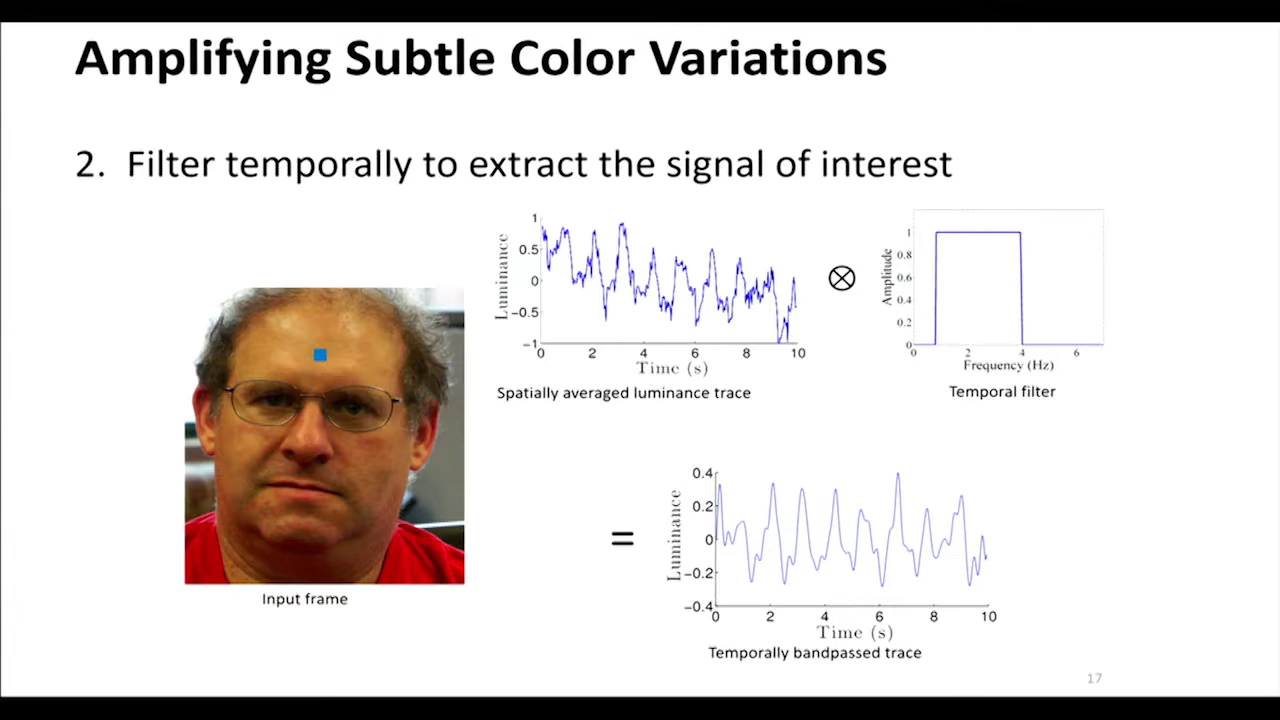 Amplifying Subtle Color Variations
2. Filter temporally to extract the signal of interest
Luminance
1
0.5
0
−0.5
−1
0 2 4 6 8 10
Time (s)
Spatially averaged luminance trace
⊗
Amplitude
1
0.8
0.6
0.4
0.2
0
0 2 4 6
Frequency (Hz)
Temporal filter
Input frame
=
Luminance
0.4
0.2
0
−0.2
−0.4
0 2 4 6 8 10
Time (s)
Temporally bandpassed trace
17